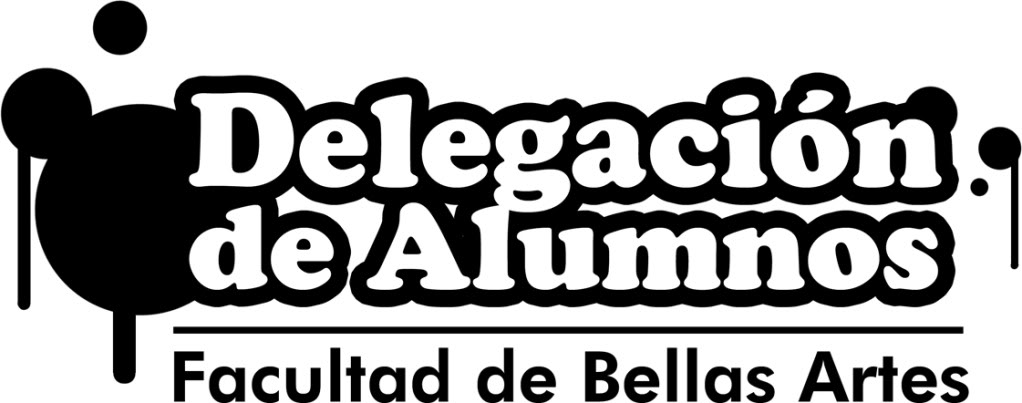 Delegación
de Alumnos
Facultad de Bellas Artes